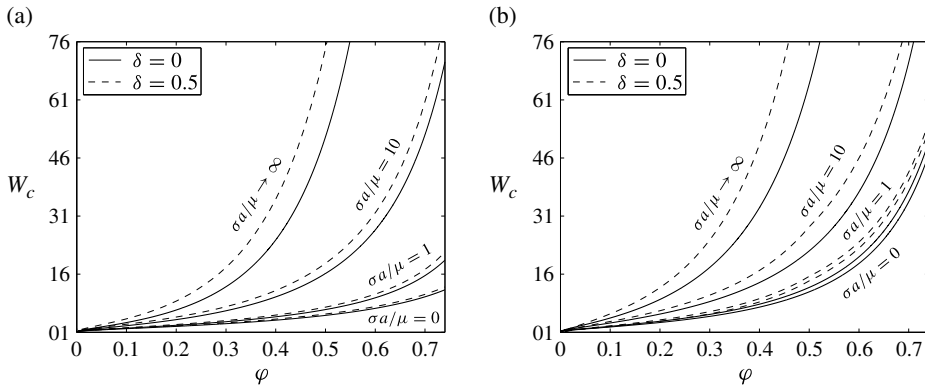 (a)
76
61
46
31
16
01
W_c
δ = 0
δ = 0.5
σa/μ → ∞
σa/μ = 10
σa/μ = 1
σa/μ = 0
0 0.1 0.2 0.3 0.4 0.5 0.6 0.7
φ
(b)
76
61
46
31
16
01
W_c
δ = 0
δ = 0.5
σa/μ → ∞
σa/μ = 10
σa/μ = 1
σa/μ = 0
0 0.1 0.2 0.3 0.4 0.5 0.6 0.7
φ